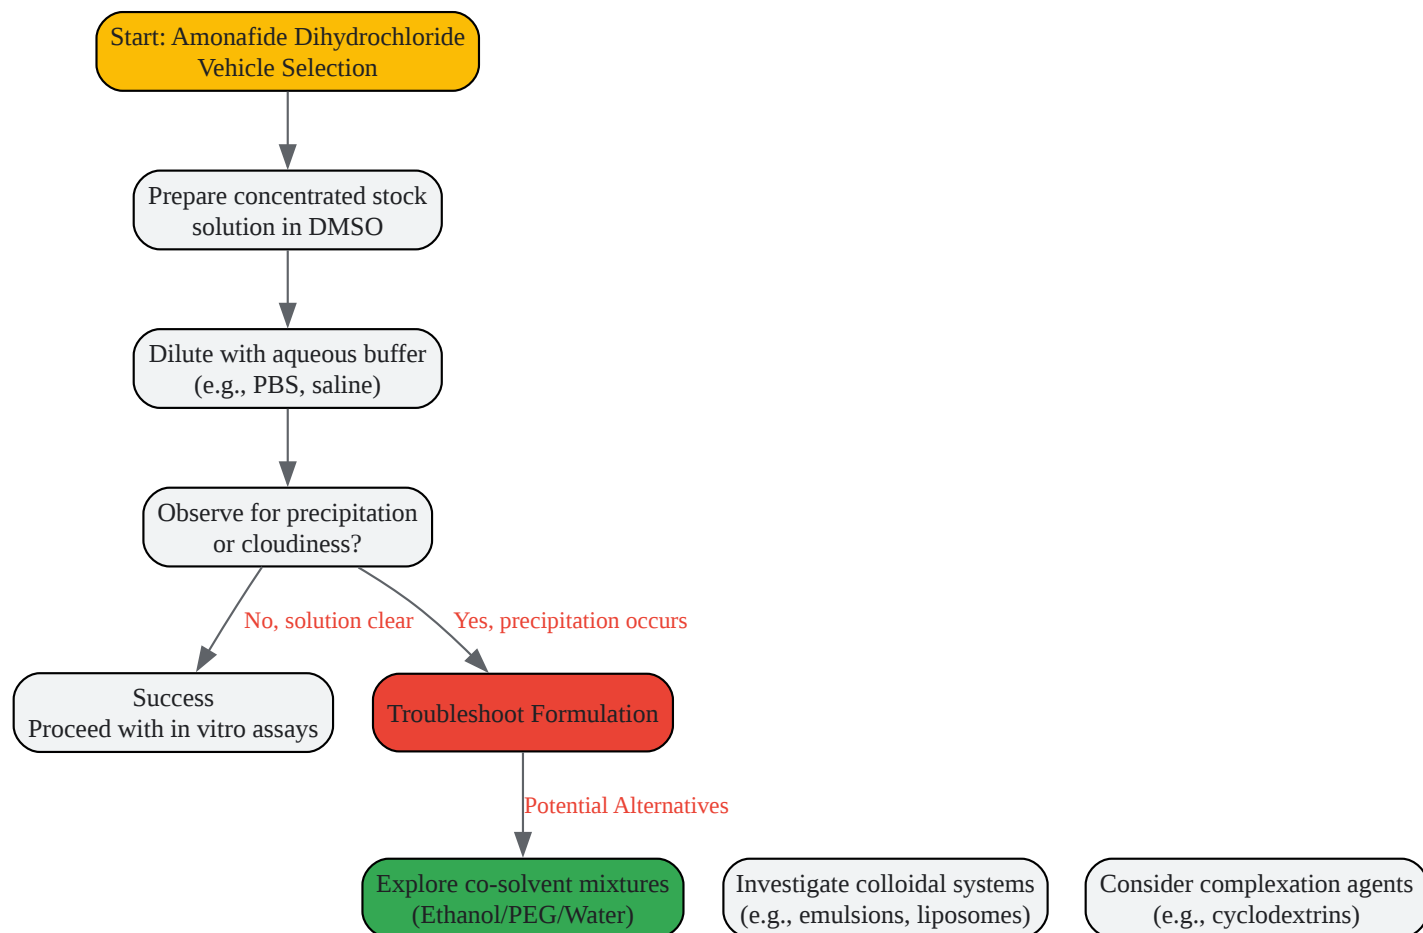 Start: Amonafide Dihydrochloride
Vehicle Selection
Prepare concentrated stock
solution in DMSO
Dilute with aqueous buffer
(e.g., PBS, saline)
Observe for precipitation
or cloudiness?
No, solution clear
Yes, precipitation occurs
Success
Proceed with in vitro assays
Troubleshoot Formulation
Potential Alternatives
Explore co-solvent mixtures
(Ethanol/PEG/Water)
Investigate colloidal systems
(e.g., emulsions, liposomes)
Consider complexation agents
(e.g., cyclodextrins)